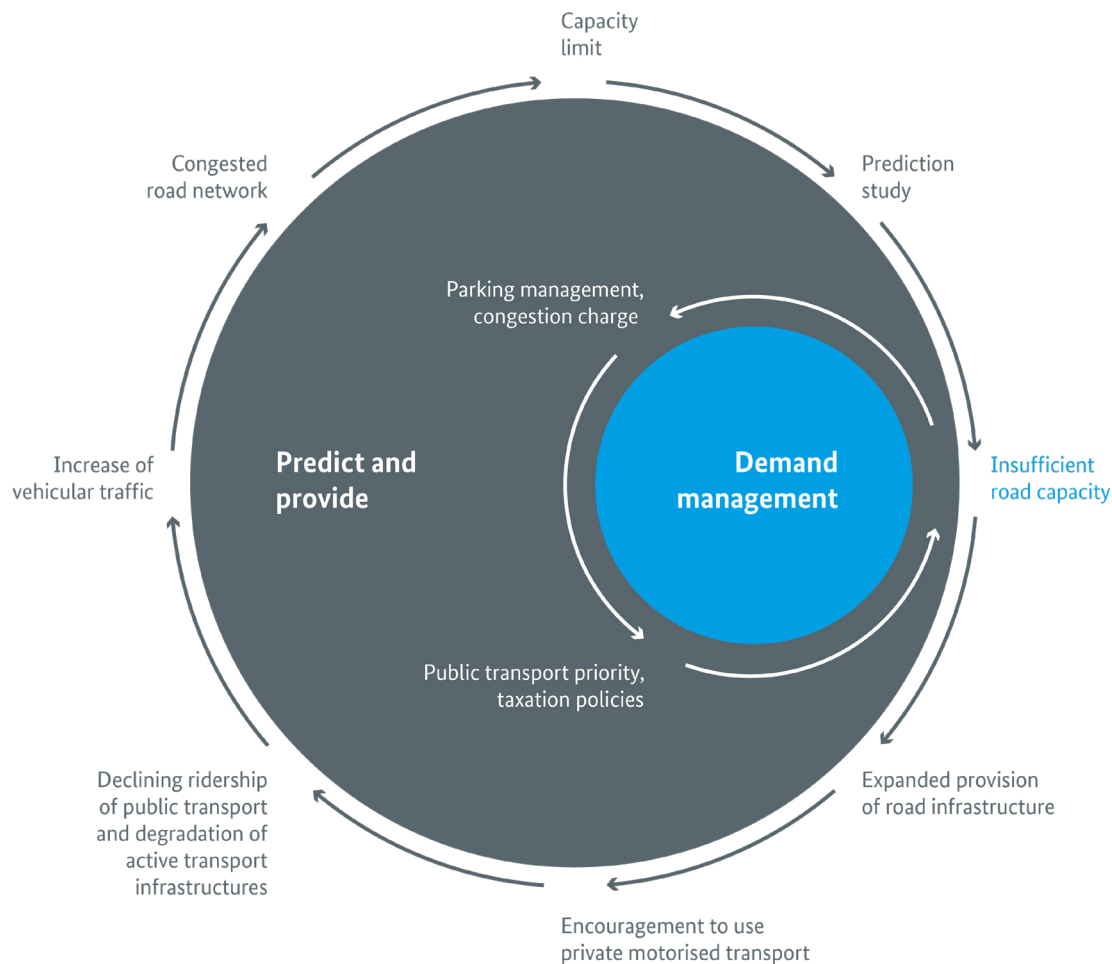 Capacity
limit
Congested
road network
Prediction
study
Parking management,
congestion charge
Increase of
vehicular traffic
Predict and
provide
Demand
management
Insufficient
road capacity
Public transport priority,
taxation policies
Declining ridership
of public transport
and degradation of
active transport
infrastructures
Expanded provision
of road infrastructure
Encouragement to use
private motorised transport